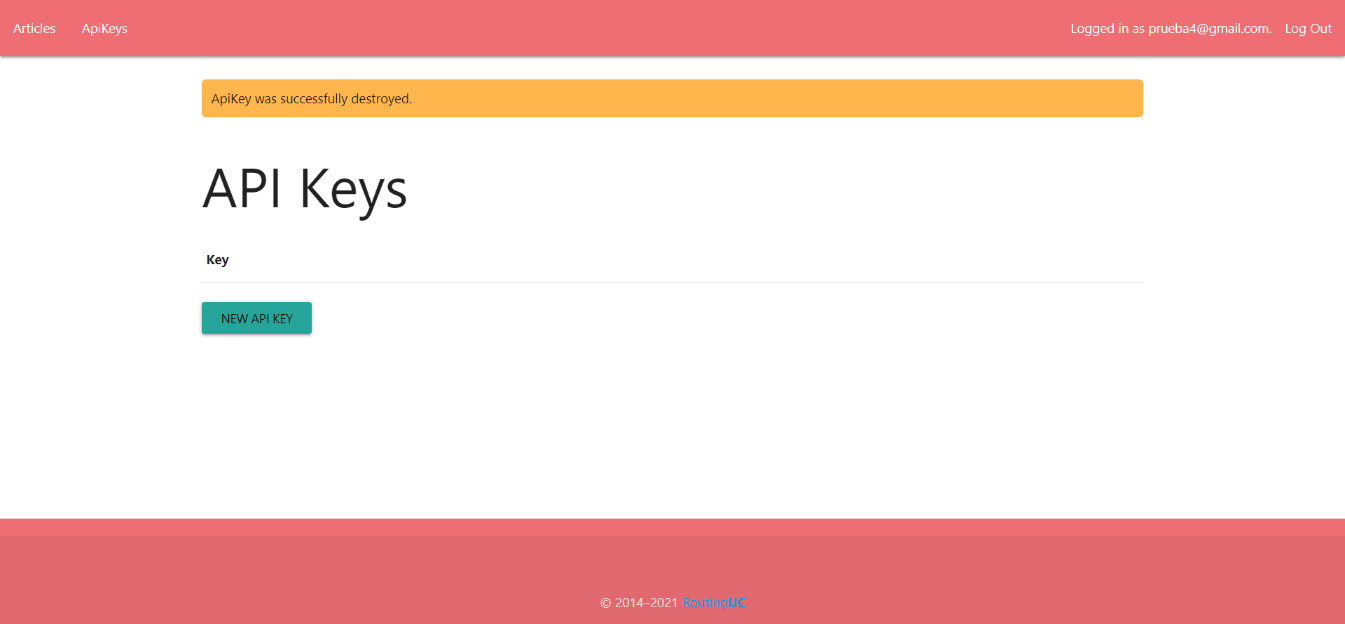 Articles ApiKeys Logged in as prueba4@gmail.com. Log Out
ApiKey was successfully destroyed.
API Keys
Key
NEW API KEY
© 2014–2021 RoutingUC